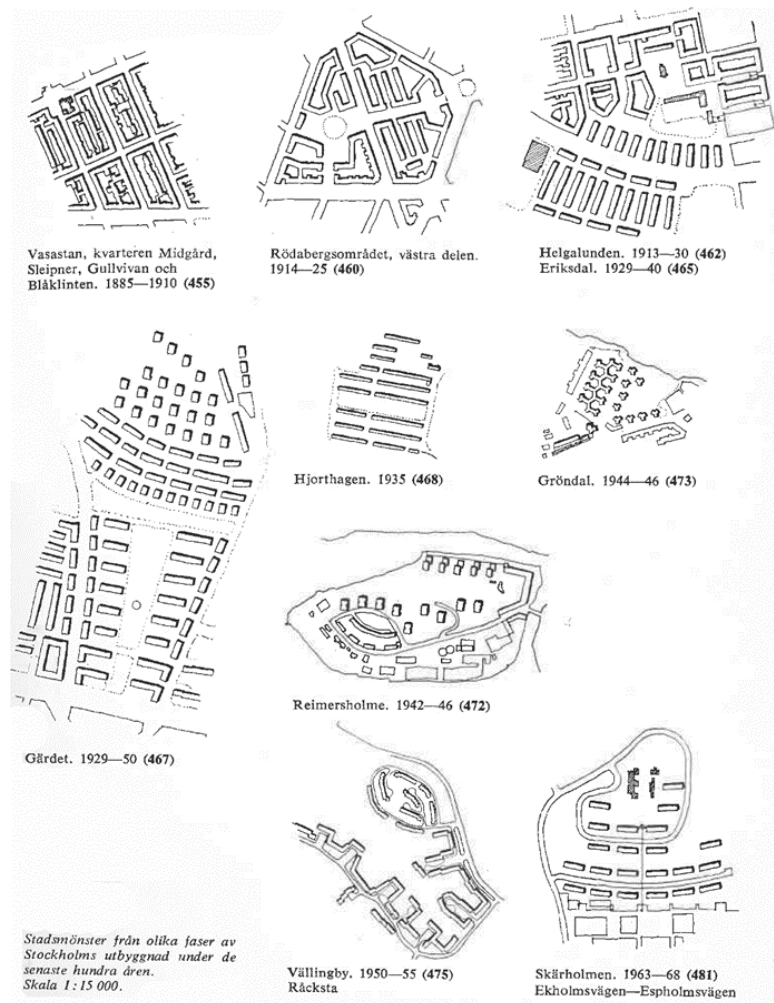 Vasastan, kvarteren Midgård,
Sleipner, Gullvivan och
Blåklinten. 1885—1910 (455)
Rödabergsområdet, västra delen.
1914—25 (460)
Helgalunden. 1913—30 (462)
Eriksdal. 1929—40 (465)
Hjorthagen. 1935 (468)
Gröndal. 1944—46 (473)
Reimersholme. 1942—46 (472)
Gärdet. 1929—50 (467)
Stadsmönster från olika faser av
Stockholms utbyggnad under de
senaste hundra åren.
Skala 1:15 000.
Vällingby. 1950—55 (475)
Råcksta
Skärholmen. 1963—68 (481)
Ekholmsvägen—Espholmsvägen